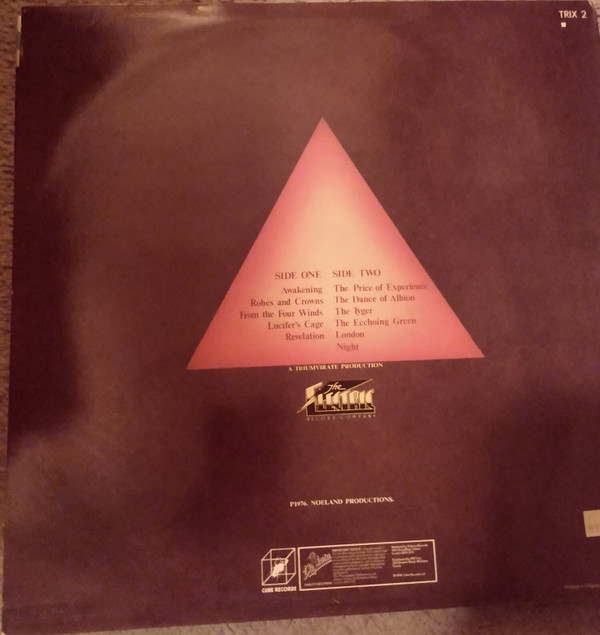 TRIX 2
SIDE ONE SIDE TWO
Awakening The Price of Experience
Robes and Crowns The Dance of Albion
From the Four Winds The Tyger
Lucifer's Cage The Ecchoing Green
Revelation London
Night
A TRIUMVIRATE PRODUCTION
The
ELECTRIC
RECORD COMPANY
P1976. NOELAND PRODUCTIONS.
CUBE RECORDS